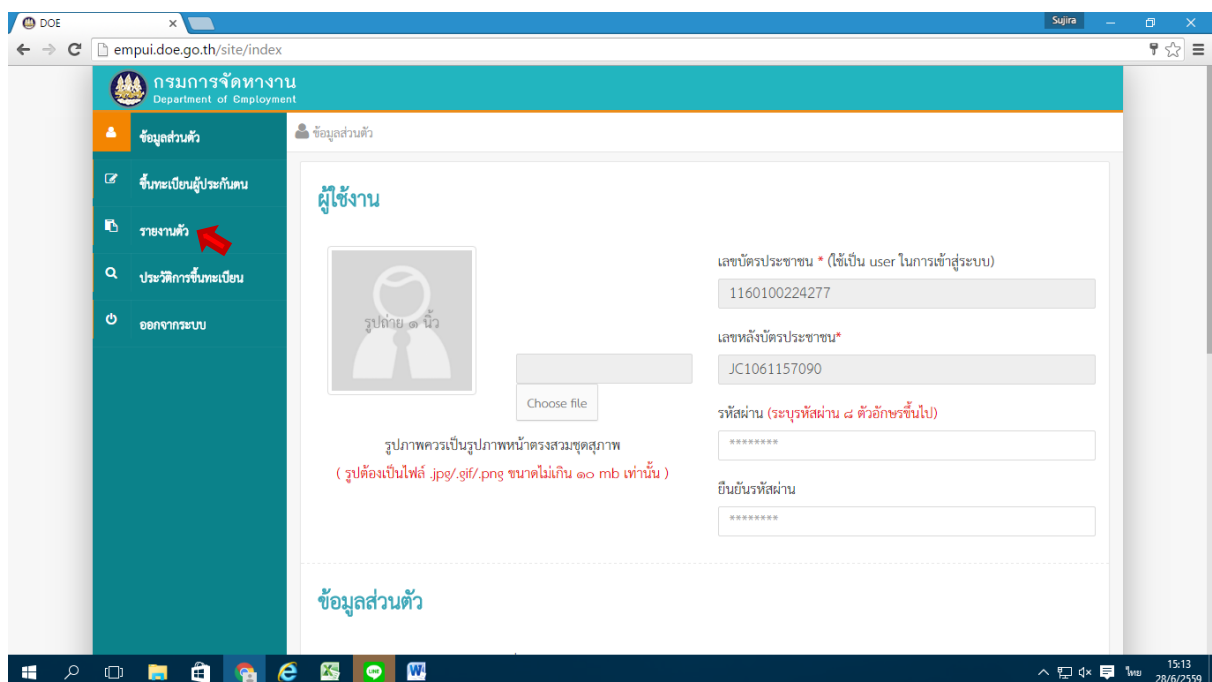 DOE
Sujira
empui.doe.go.th/site/index
กรมการจัดหางาน
Department of Employment
ข้อมูลส่วนตัว
ขึ้นทะเบียนผู้ประกันตน
รายงานตัว
ประวัติการขึ้นทะเบียน
ออกจากระบบ
ข้อมูลส่วนตัว
ผู้ใช้งาน
รูปถ่าย ๑ นิ้ว
Choose file
รูปภาพควรเป็นรูปภาพหน้าตรงสวมชุดสุภาพ
( รูปต้องเป็นไฟล์ .jpg/.gif/.png ขนาดไม่เกิน ๑๐ mb เท่านั้น )
เลขบัตรประชาชน * (ใช้เป็น user ในการเข้าสู่ระบบ)
1160100224277
เลขหลังบัตรประชาชน*
JC1061157090
รหัสผ่าน (ระบุรหัสผ่าน ๘ ตัวอักษรขึ้นไป)
********
ยืนยันรหัสผ่าน
********
ข้อมูลส่วนตัว
ไทย
15:13
28/6/2559